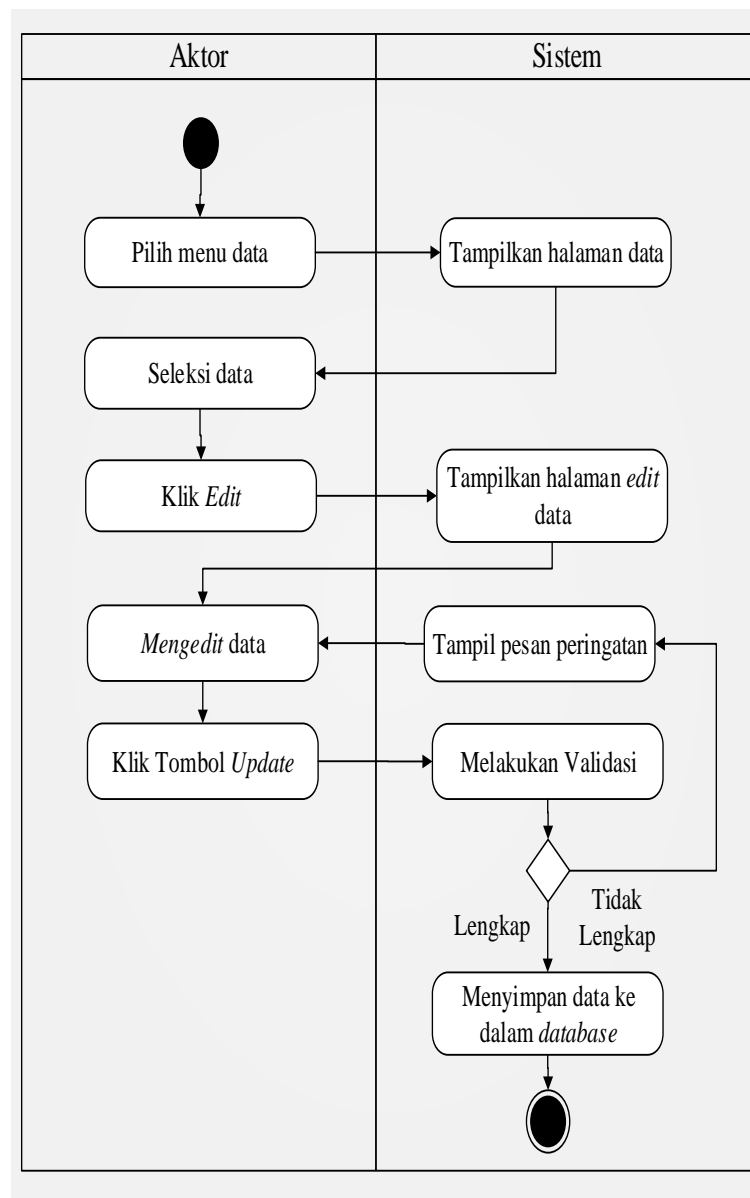 Aktor
Sistem
Pilih menu data
Tampilkan halaman data
Seleksi data
Klik Edit
Tampilkan halaman edit
data
Mengedit data
Tampil pesan peringatan
Klik Tombol Update
Melakukan Validasi
Lengkap
Tidak
Lengkap
Menyimpan data ke
dalam database